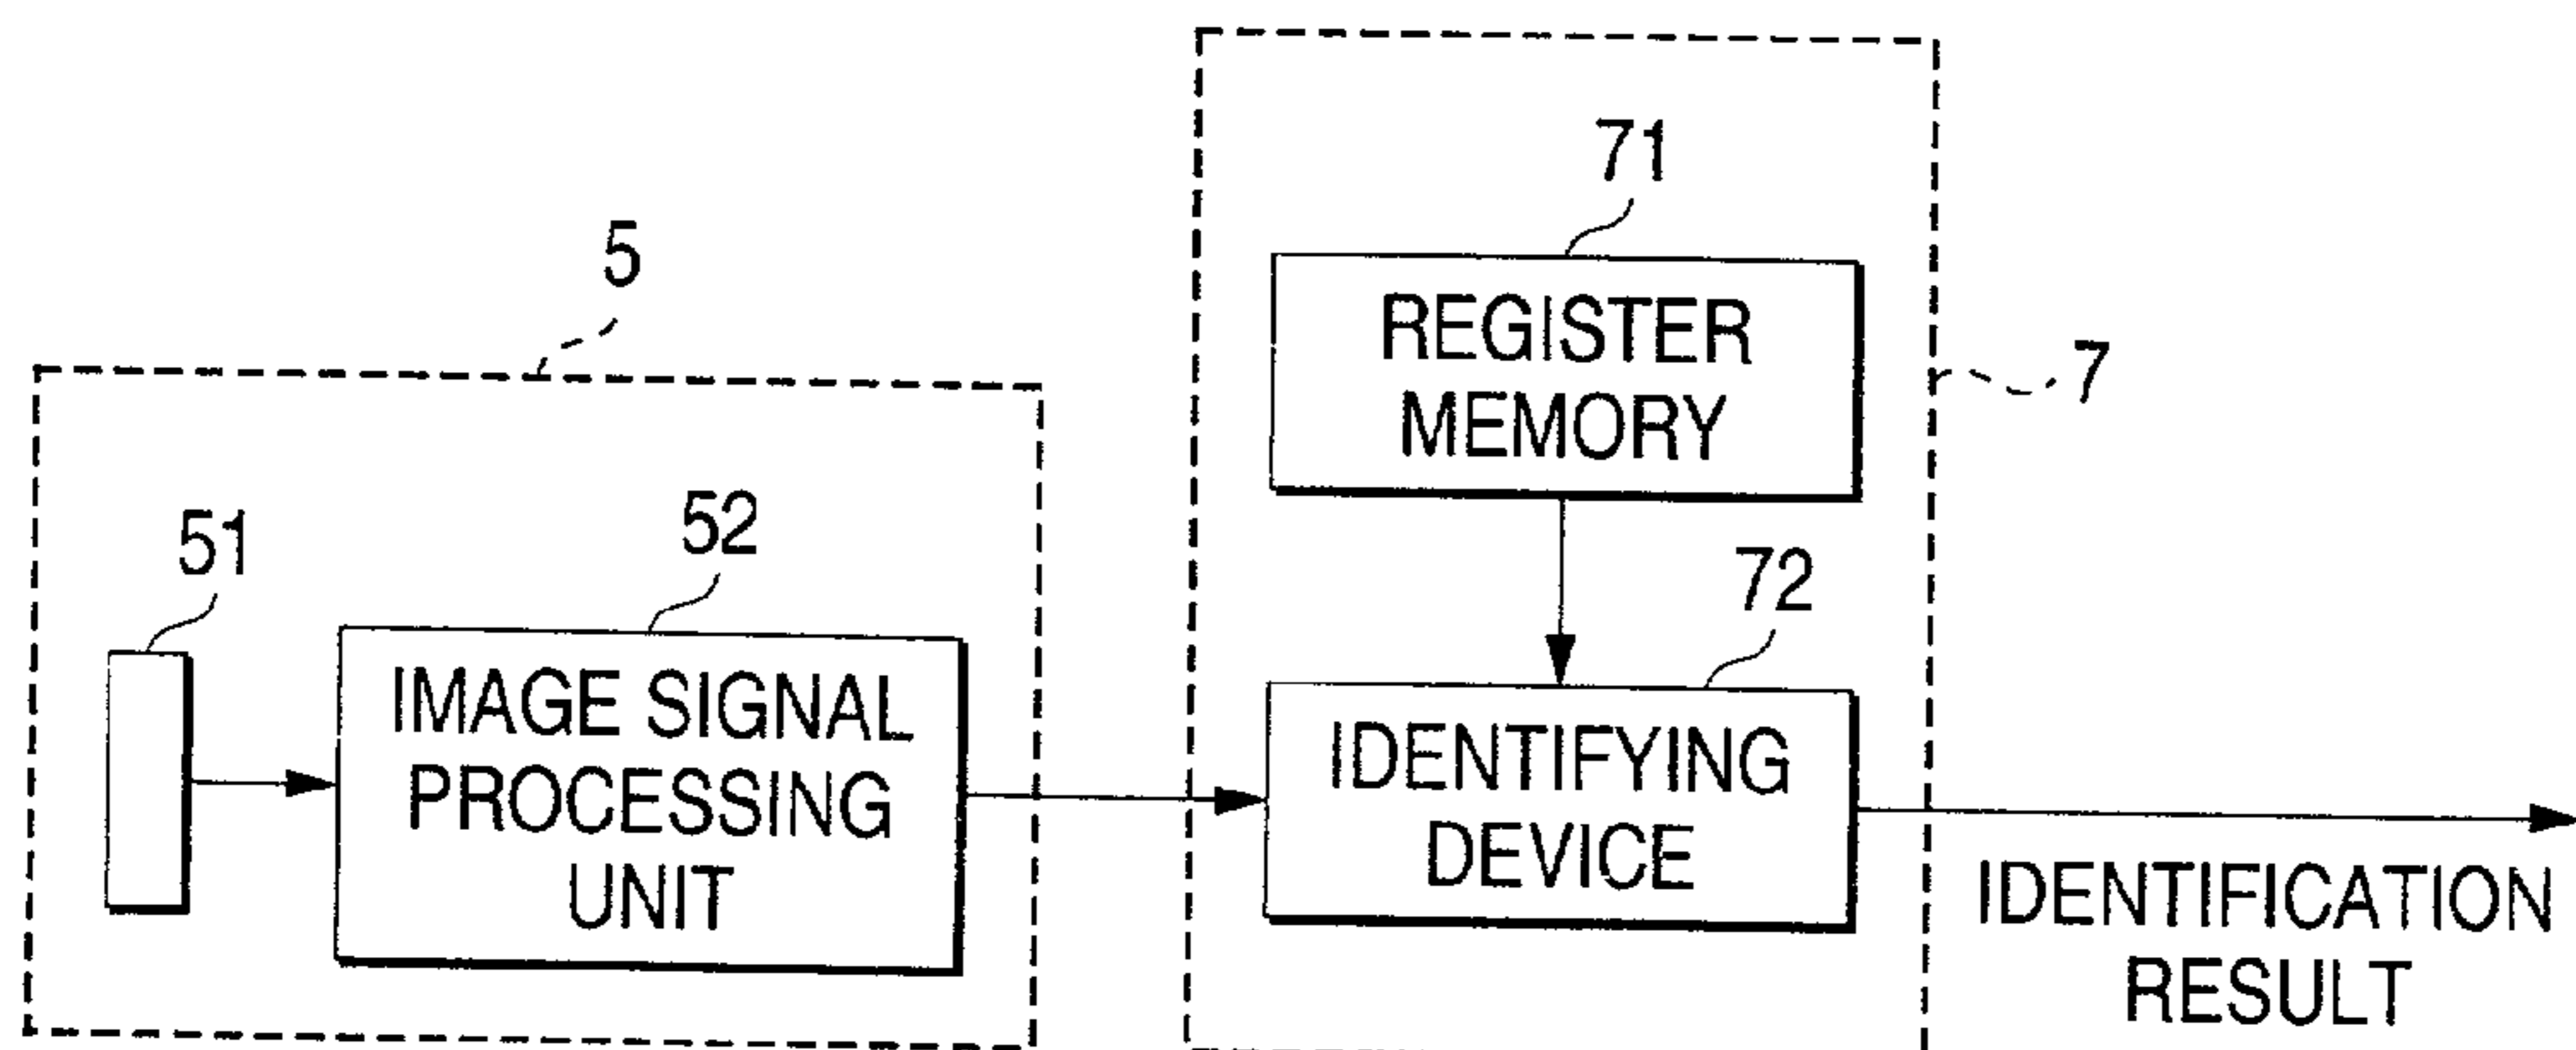 5
51
52
IMAGE SIGNAL
PROCESSING
UNIT
7
71
REGISTER
MEMORY
72
IDENTIFYING
DEVICE
IDENTIFICATION
RESULT